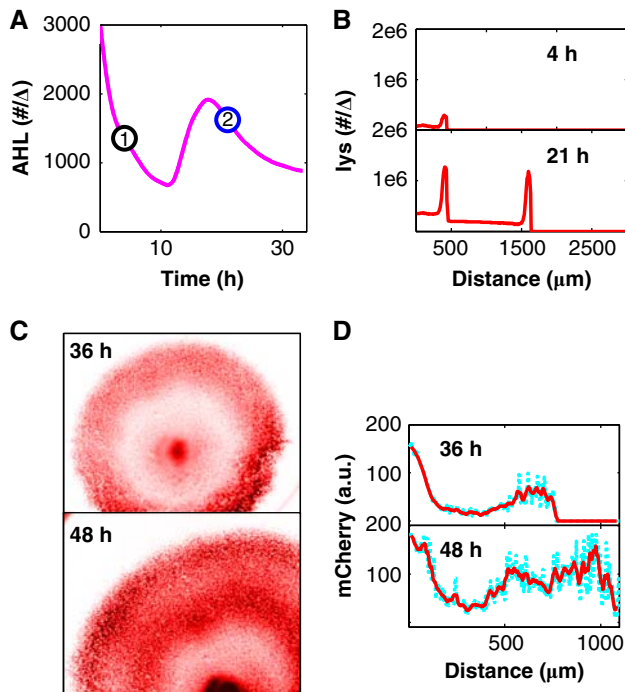 A
3000
2000
1000
0
AHL (#/Δ)
1
2
10
30
Time (h)
B
2e6
1e6
2e6
1e6
lys (#/Δ)
4 h
21 h
500
1500
2500
Distance (μm)
C
36 h
48 h
D
200
100
200
100
mCherry (a.u.)
36 h
48 h
500
1000
Distance (μm)